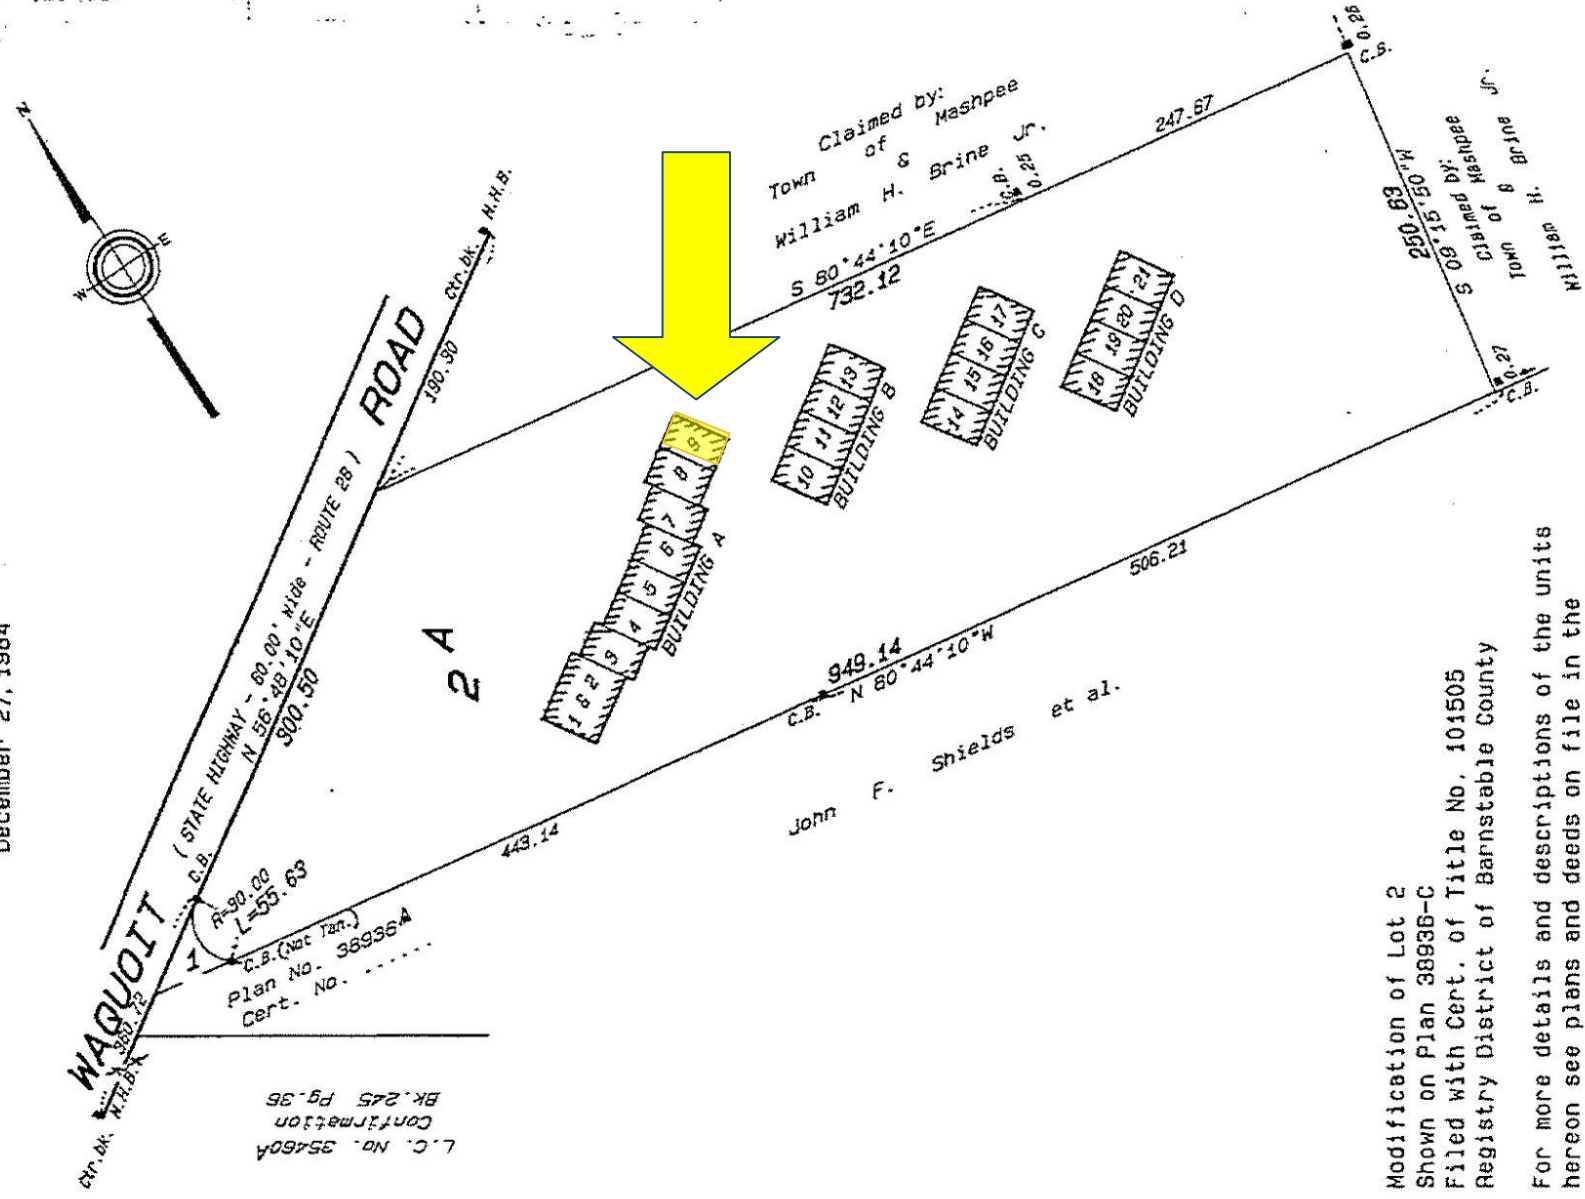 December 27, 1984
N
W
E
WAQUOIT ROAD
( STATE HIGHWAY - 60.00' Wide - ROUTE 28 )
N 56°48'10"E
900.50
190.90
ctr.bk. H.H.B.
Claimed by:
Town of Mashpee
&
William H. Brine Jr.
C.B.
0.25
S 80°44'10"E
732.12
247.67
0.26
C.B.
250.63
S 09°15'50"W
Claimed by:
Town of Mashpee
&
William H. Brine Jr.
0.27
C.B.
2 A
1 & 2
3
4
5
6
7
8
9
BUILDING A
10
11
12
13
BUILDING B
14
15
16
17
BUILDING C
18
19
20
21
BUILDING D
506.21
949.14
N 80°44'10"W
C.B.
John F. Shields et al.
443.14
C.B.
R=30.00
L=55.63
1
C.B.(Not Tan.)
Plan No. 38936A
Cert. No. ......
960.72
ctr.bk. H.H.B.
L.C. No. 35460A
Confirmation
Bk.245 Pg.36
Modification of Lot 2
Shown on Plan 38936-C
Filed with Cert. of Title No. 101505
Registry District of Barnstable County
For more details and descriptions of the units
hereon see plans and deeds on file in the